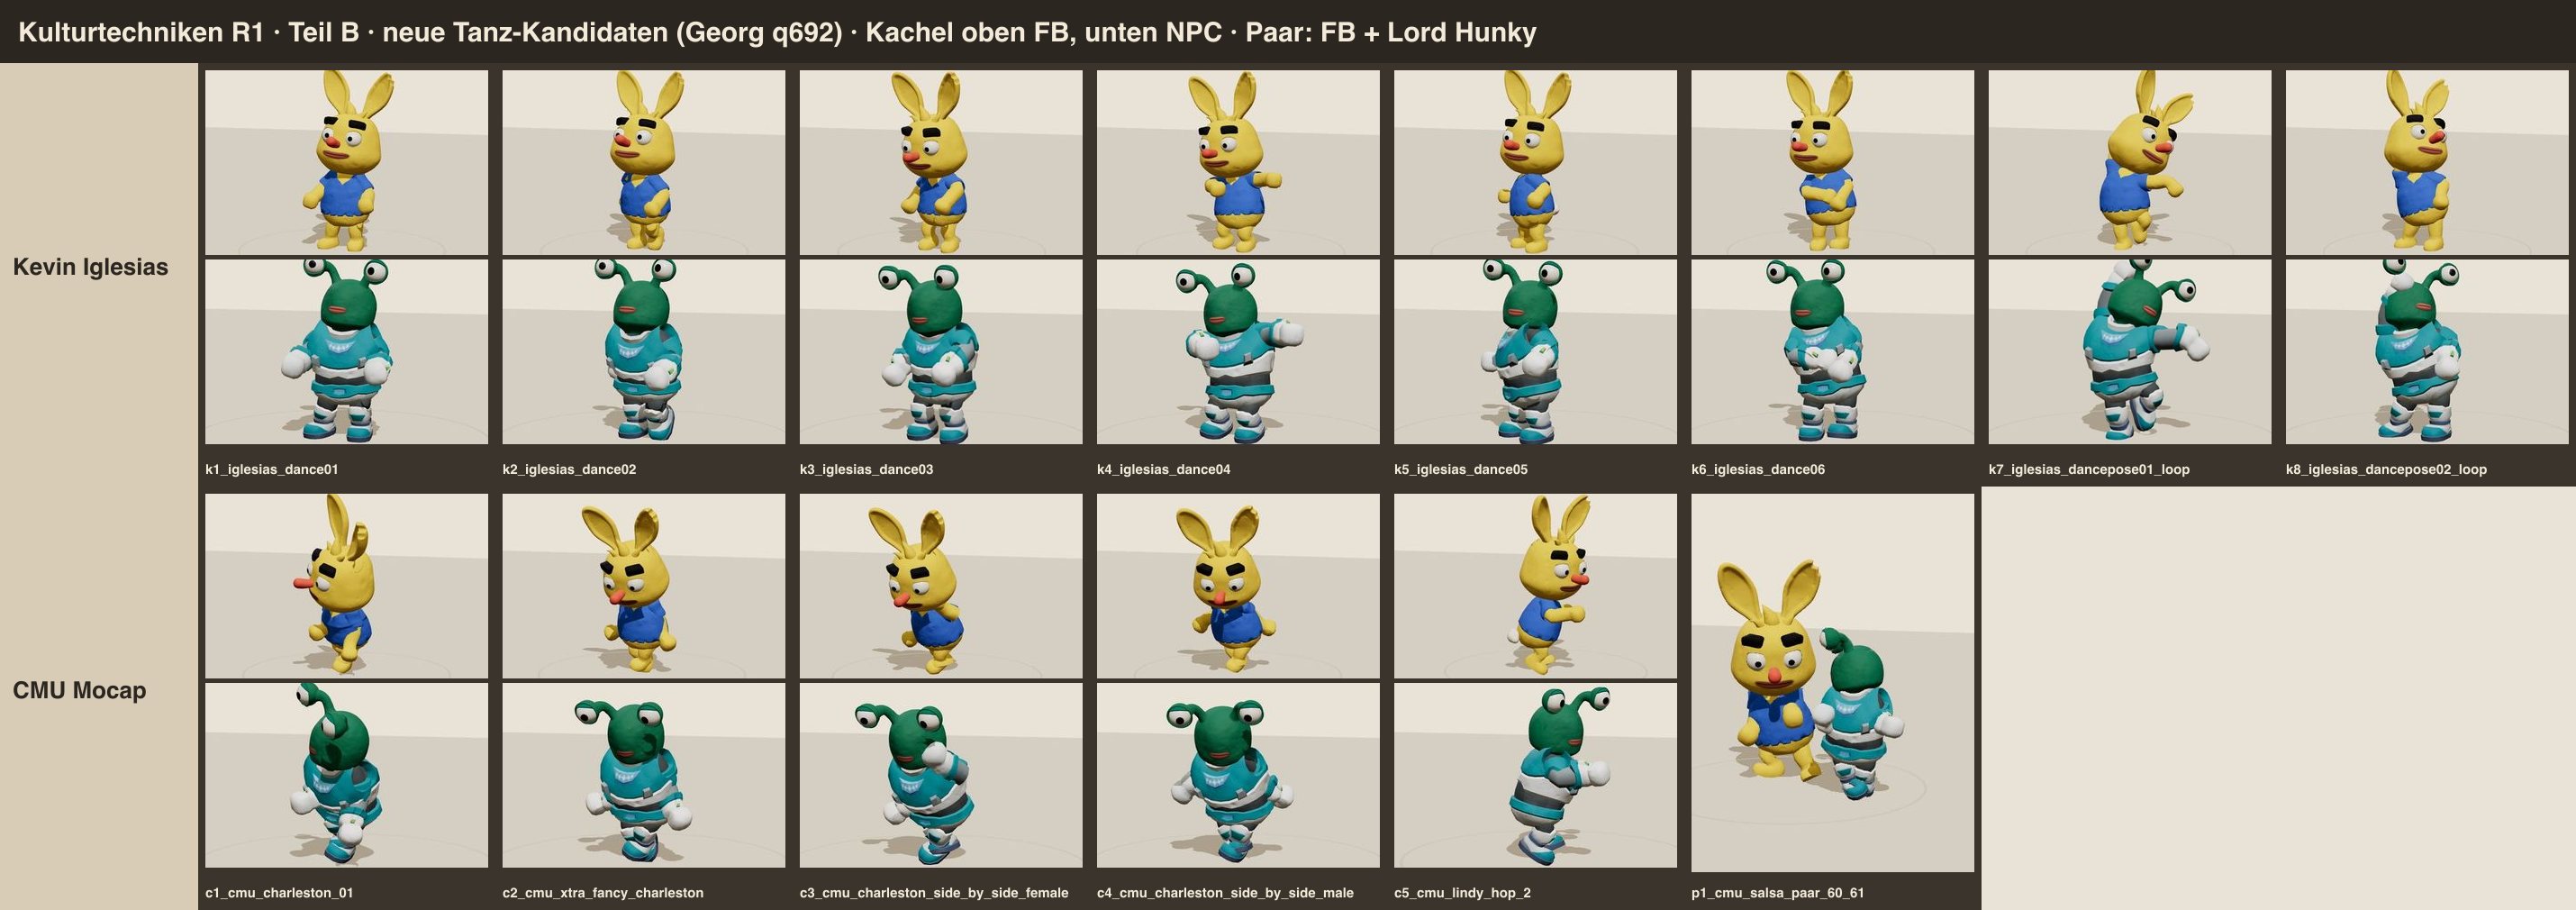 Kulturtechniken R1 · Teil B · neue Tanz-Kandidaten (Georg q692) · Kachel oben FB, unten NPC · Paar: FB + Lord Hunky
Kevin Iglesias
k1_iglesias_dance01
k2_iglesias_dance02
k3_iglesias_dance03
k4_iglesias_dance04
k5_iglesias_dance05
k6_iglesias_dance06
k7_iglesias_dancepose01_loop
k8_iglesias_dancepose02_loop
CMU Mocap
c1_cmu_charleston_01
c2_cmu_xtra_fancy_charleston
c3_cmu_charleston_side_by_side_female
c4_cmu_charleston_side_by_side_male
c5_cmu_lindy_hop_2
p1_cmu_salsa_paar_60_61